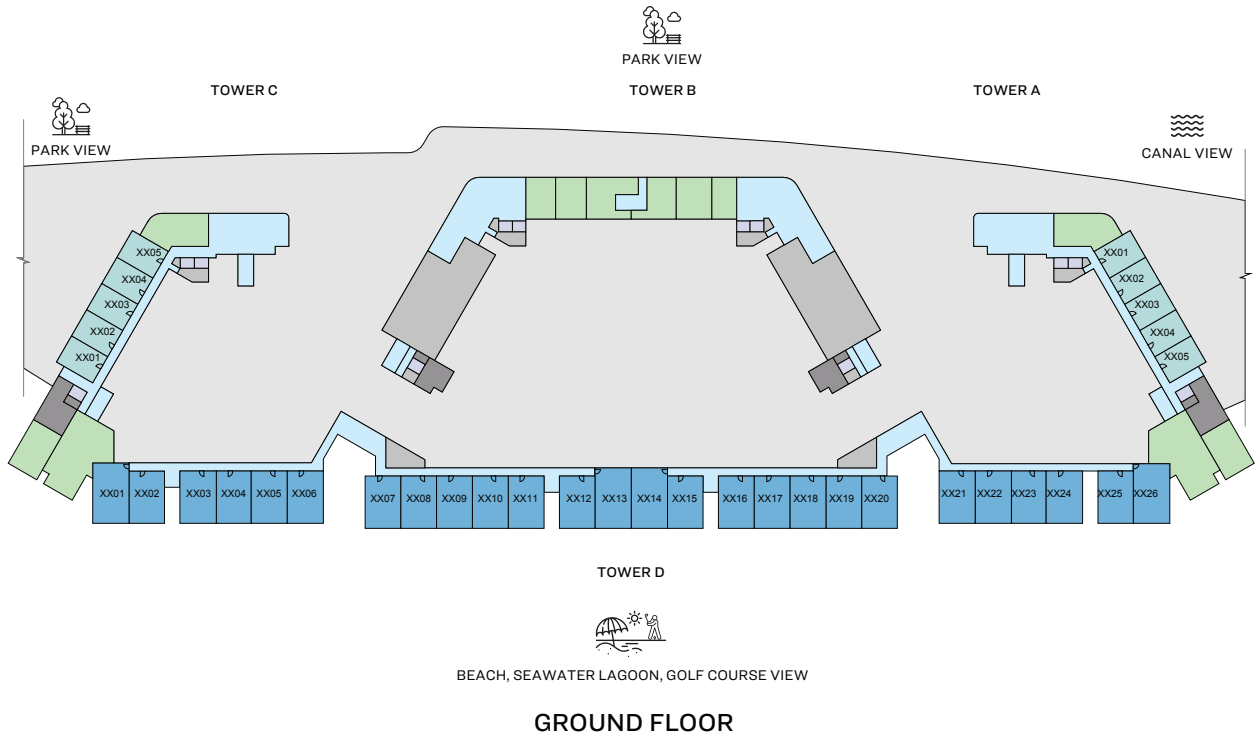 PARK VIEW
TOWER C
TOWER B
TOWER A
PARK VIEW
CANAL VIEW
XX05
XX04
XX03
XX02
XX01
XX01
XX02
XX03
XX04
XX05
XX01
XX02
XX03
XX04
XX05
XX06
XX07
XX08
XX09
XX10
XX11
XX12
XX13
XX14
XX15
XX16
XX17
XX18
XX19
XX20
XX21
XX22
XX23
XX24
XX25
XX26
TOWER D
BEACH, SEAWATER LAGOON, GOLF COURSE VIEW
GROUND FLOOR